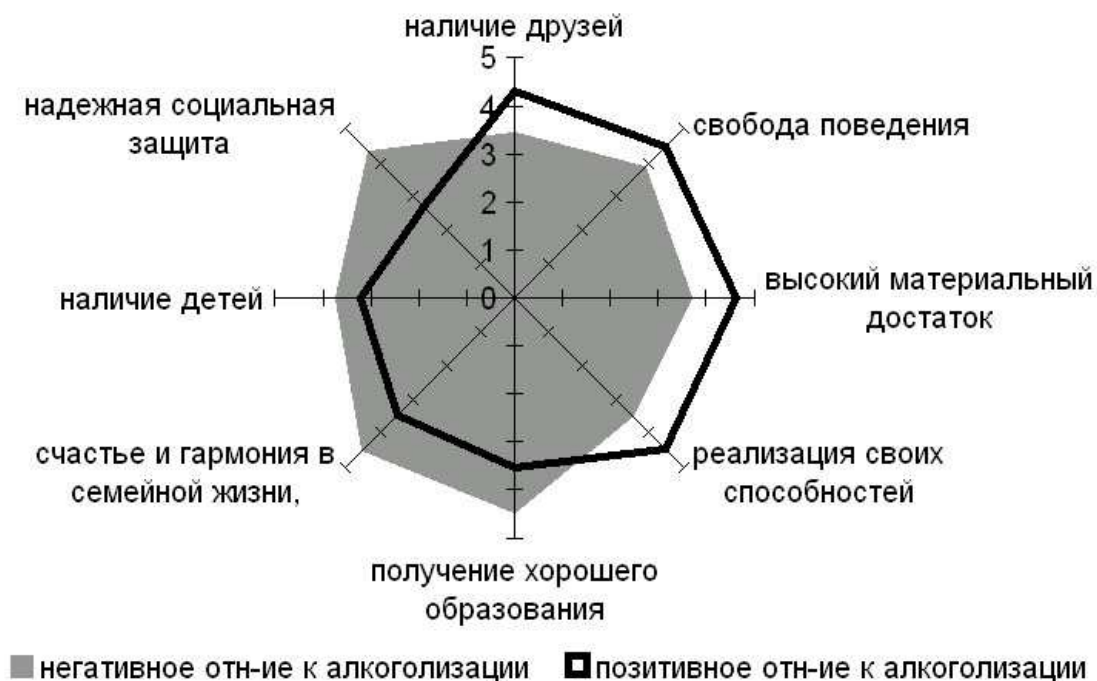 наличие друзей
5
4
3
2
1
0
надежная социальная
защита
свобода поведения
наличие детей
высокий материальный
достаток
счастье и гармония в
семейной жизни,
реализация своих
способностей
получение хорошего
образования
негативное отн-ие к алкоголизации
позитивное отн-ие к алкоголизации